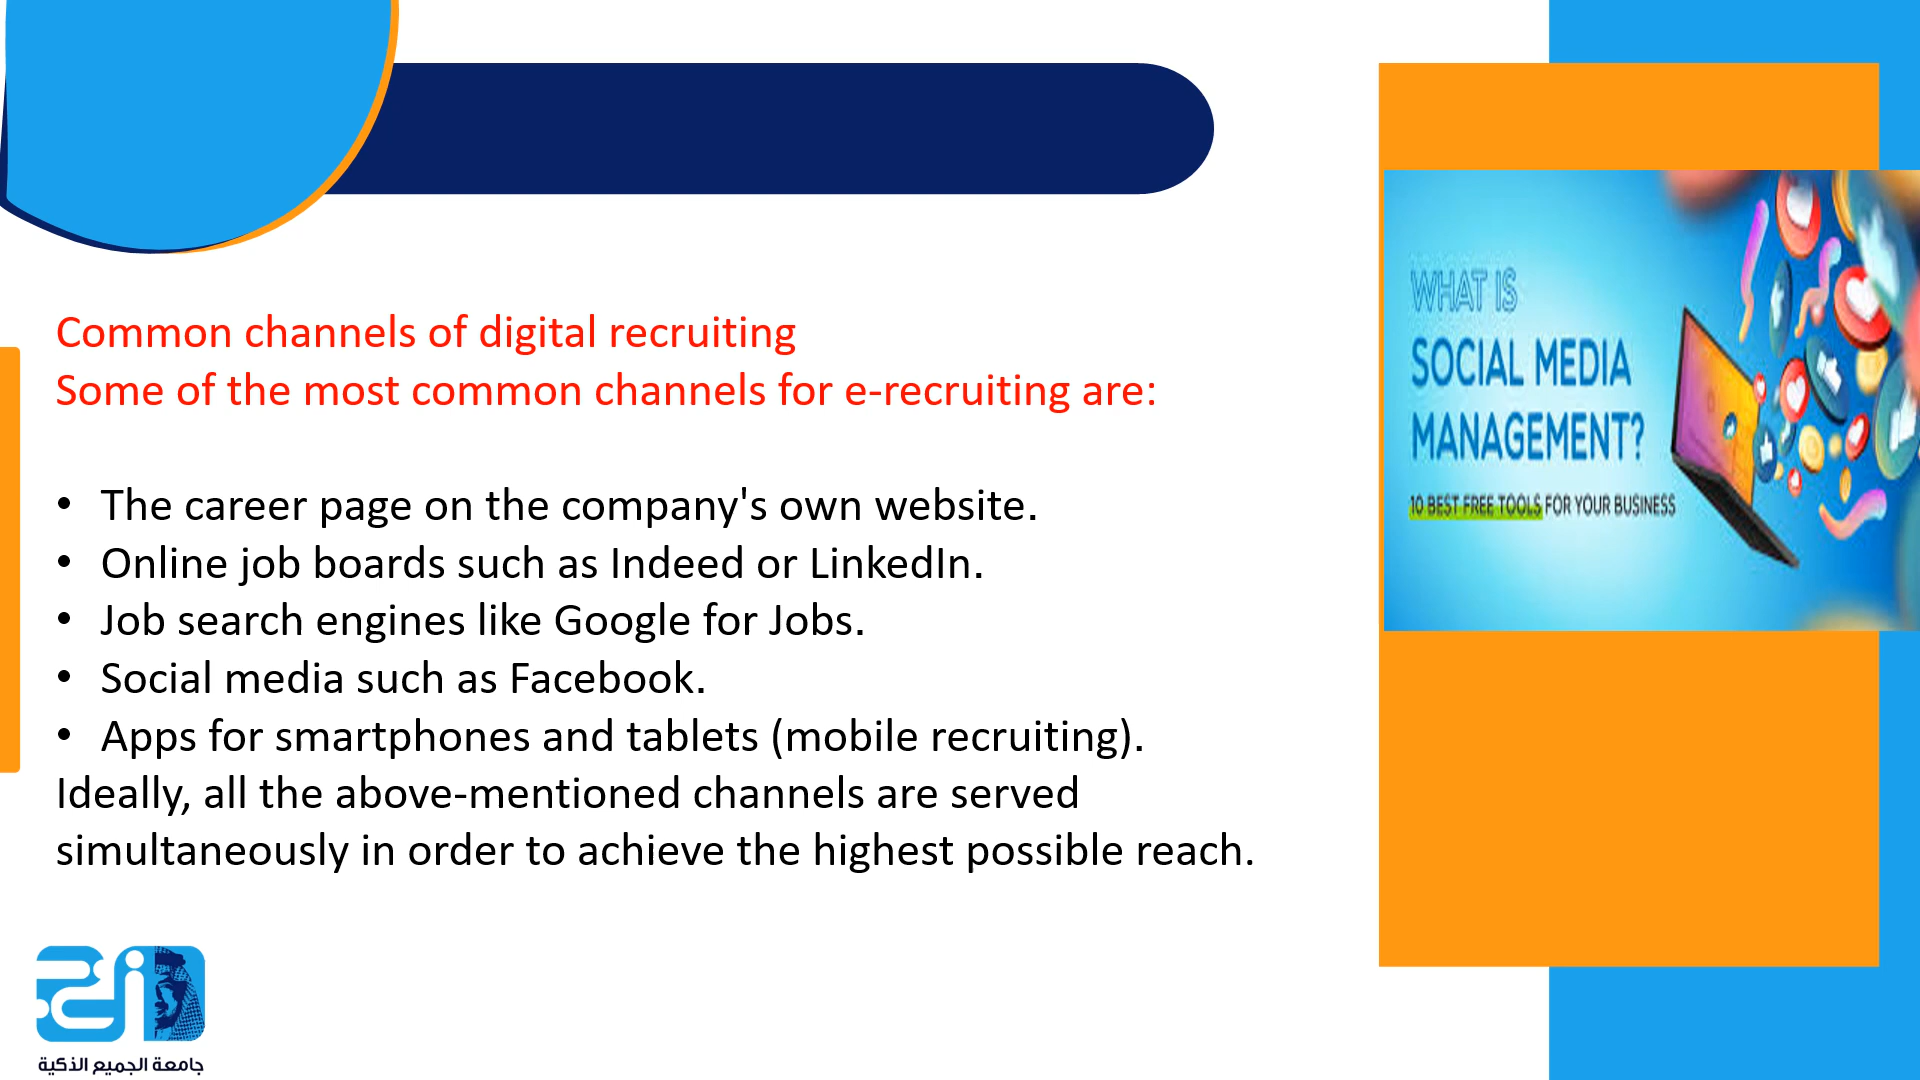 Common channels of digital recruiting
Some of the most common channels for e-recruiting are:
• The career page on the company's own website.
• Online job boards such as Indeed or LinkedIn.
• Job search engines like Google for Jobs.
• Social media such as Facebook.
• Apps for smartphones and tablets (mobile recruiting).
Ideally, all the above-mentioned channels are served
simultaneously in order to achieve the highest possible reach.
WHAT IS
SOCIAL MEDIA
MANAGEMENT?
10 BEST FREE TOOLS FOR YOUR BUSINESS
جامعة الجميع الذكية